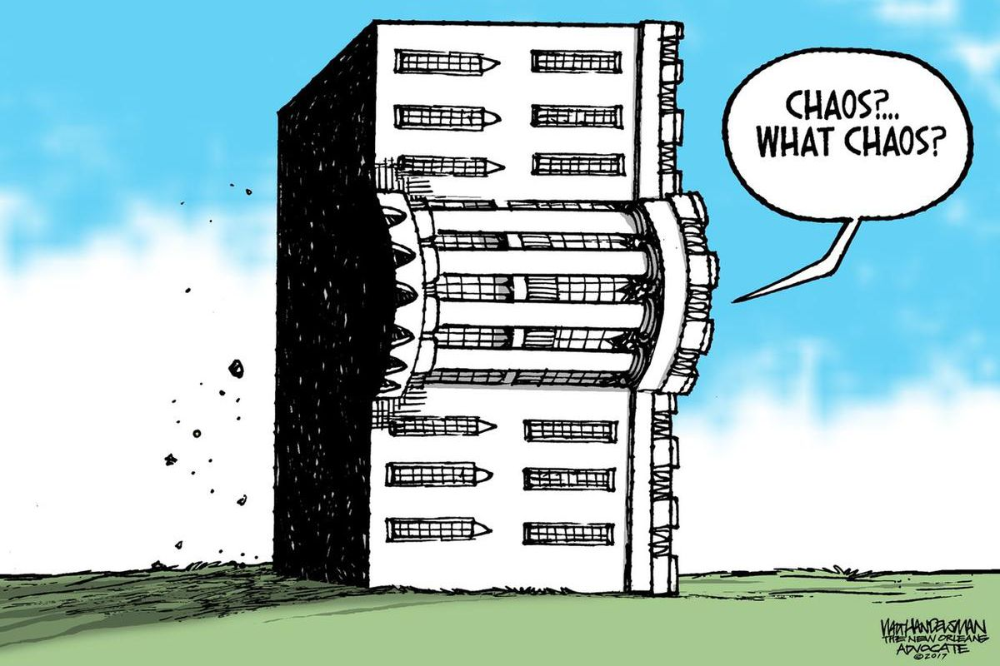 CHAOS?...
WHAT CHAOS?
WALT HANDELSMAN
THE NEW ORLEANS
ADVOCATE
©2017